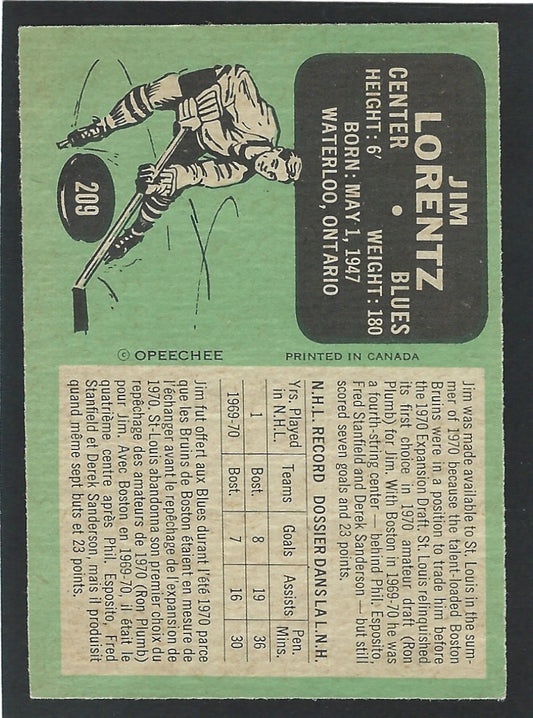 JIM
LORENTZ
CENTER • BLUES
HEIGHT: 6' WEIGHT: 180
BORN: MAY 1, 1947
WATERLOO, ONTARIO
209
© OPEECHEE PRINTED IN CANADA
Jim was made available to St. Louis in the sum-
mer of 1970 because the talent-loaded Boston
Bruins were in a position to trade him before
the 1970 Expansion Draft. St. Louis relinquished
its first choice in 1970 amateur draft (Ron
Plumb) for Jim. With Boston in 1969-70 he was
a fourth-string center — behind Phil. Esposito,
Fred Stanfield and Derek Sanderson — but still
scored seven goals and 23 points.
N.H.L. RECORD DOSSIER DANS LA L.N.H.
Yrs. Played Teams Goals Assists Pen.
in N.H.L. Mins.
1 Bost. 8 19 36
1969-70 Bost. 7 16 30
Jim fut offert aux Blues durant l'été 1970 parce
que les Bruins de Boston étaient en mesure de
l'écharger avant le repêchage de l'expansion de
1970. St-Louis abandonna son premier choix du
repêchage des amateurs de 1970 (Ron Plumb)
pour Jim. Avec Boston en 1969-70, il était le
quatrième centre après Phil. Esposito, Fred
Stanfield et Derek Sanderson, mais il produisit
quand même sept buts et 23 points.